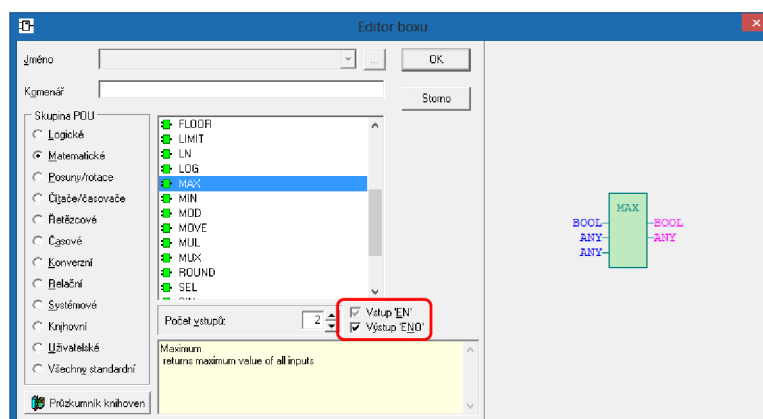 Editor boxu
Jméno
...
OK
Komenář
Storno
Skupina POU
Logické
Matematické
Posuny/rotace
Čítače/časovače
Řetězcové
Časové
Konverzní
Relační
Systémové
Knihovní
Uživatelské
Všechny standardní
Průzkumník knihoven
FLOOR
LIMIT
LN
LOG
MAX
MIN
MOD
MOVE
MUL
MUX
ROUND
SEL
Počet vstupů:
2
Vstup 'EN'
Výstup 'ENO'
Maximum
returns maximum value of all inputs
MAX
BOOL
BOOL
ANY
ANY
ANY